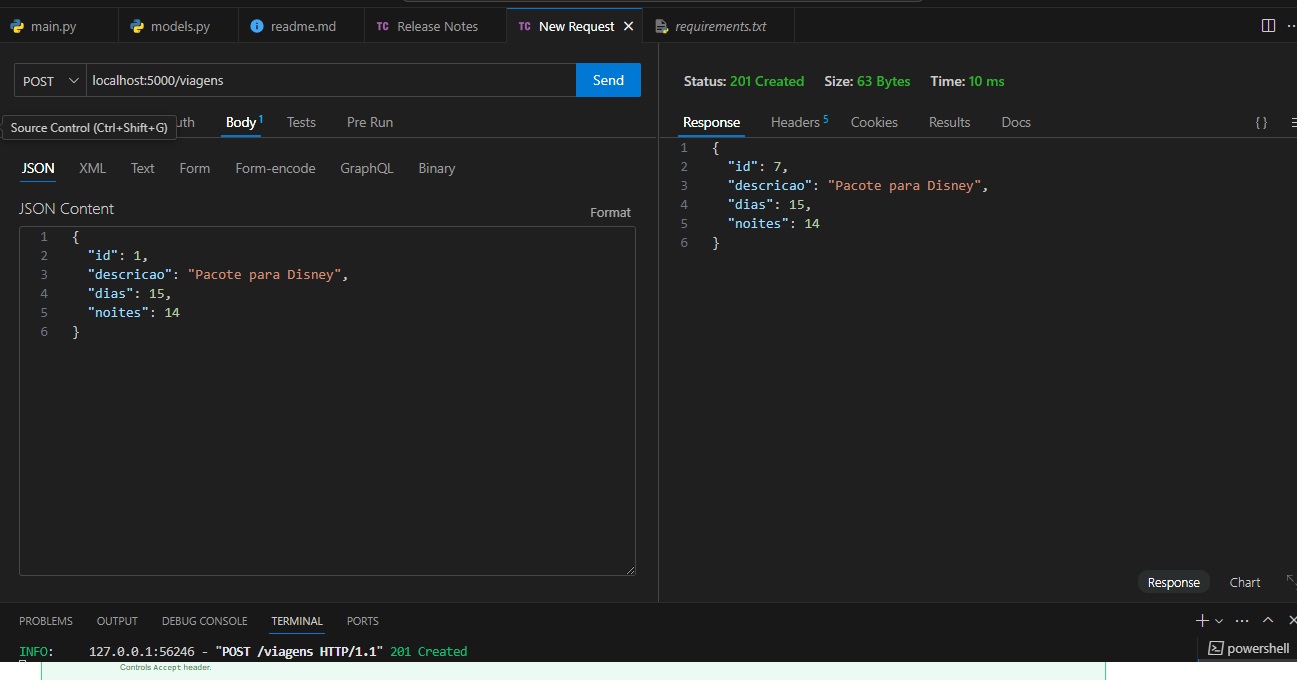 main.py models.py readme.md TC Release Notes TC New Request requirements.txt
POST localhost:5000/viagens Send
Status: 201 Created Size: 63 Bytes Time: 10 ms
Source Control (Ctrl+Shift+G) uth Body 1 Tests Pre Run
Response Headers 5 Cookies Results Docs { }
JSON XML Text Form Form-encode GraphQL Binary
JSON Content
Format
1 {
2 "id": 1,
3 "descricao": "Pacote para Disney",
4 "dias": 15,
5 "noites": 14
6 }
1 {
2 "id": 7,
3 "descricao": "Pacote para Disney",
4 "dias": 15,
5 "noites": 14
6 }
Response Chart
PROBLEMS OUTPUT DEBUG CONSOLE TERMINAL PORTS
INFO: 127.0.0.1:56246 - "POST /viagens HTTP/1.1" 201 Created
powershell
Controls Accept header.